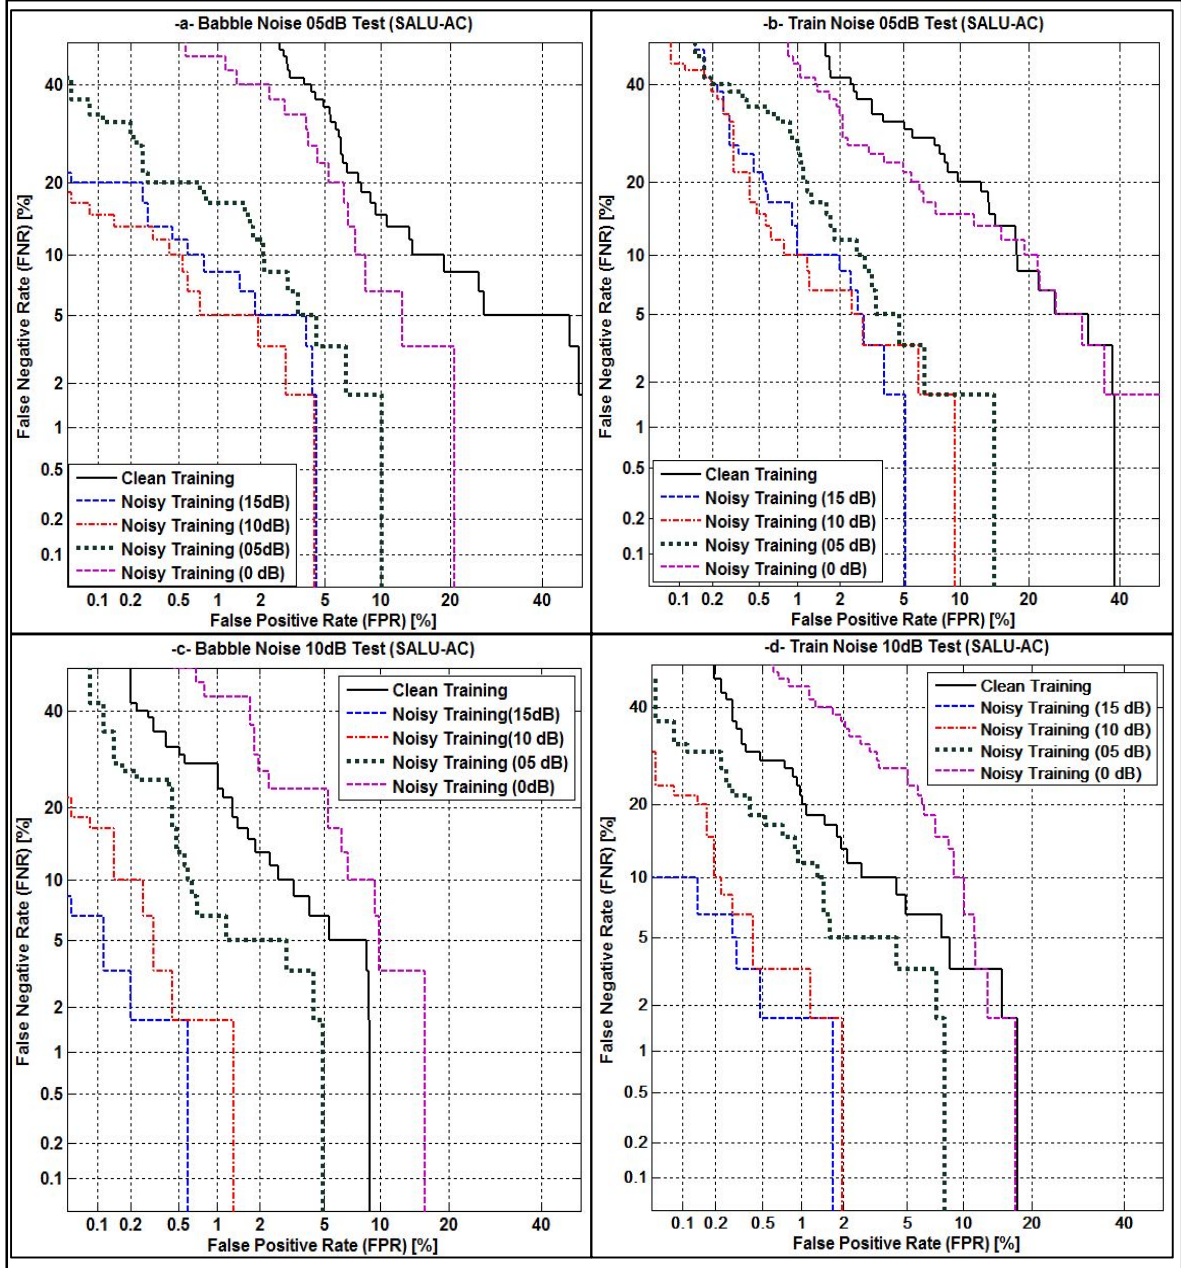 -a- Babble Noise 05dB Test (SALU-AC)
False Negative Rate (FNR) [%]
40
20
10
5
2
1
0.5
0.2
0.1
Clean Training
Noisy Training (15dB)
Noisy Training (10dB)
Noisy Training (05dB)
Noisy Training (0 dB)
0.1 0.2 0.5 1 2 5 10 20 40
False Positive Rate (FPR) [%]
-b- Train Noise 05dB Test (SALU-AC)
False Negative Rate (FNR) [%]
40
20
10
5
2
1
0.5
0.2
0.1
Clean Training
Noisy Training (15 dB)
Noisy Training (10 dB)
Noisy Training (05 dB)
Noisy Training (0 dB)
0.1 0.2 0.5 1 2 5 10 20 40
False Positive Rate (FPR) [%]
-c- Babble Noise 10dB Test (SALU-AC)
False Negative Rate (FNR) [%]
40
20
10
5
2
1
0.5
0.2
0.1
Clean Training
Noisy Training(15dB)
Noisy Training(10 dB)
Noisy Training (05 dB)
Noisy Training (0dB)
0.1 0.2 0.5 1 2 5 10 20 40
False Positive Rate (FPR) [%]
-d- Train Noise 10dB Test (SALU-AC)
False Negative Rate (FNR) [%]
40
20
10
5
2
1
0.5
0.2
0.1
Clean Training
Noisy Training (15 dB)
Noisy Training (10 dB)
Noisy Training (05 dB)
Noisy Training (0 dB)
0.1 0.2 0.5 1 2 5 10 20 40
False Positive Rate (FPR) [%]